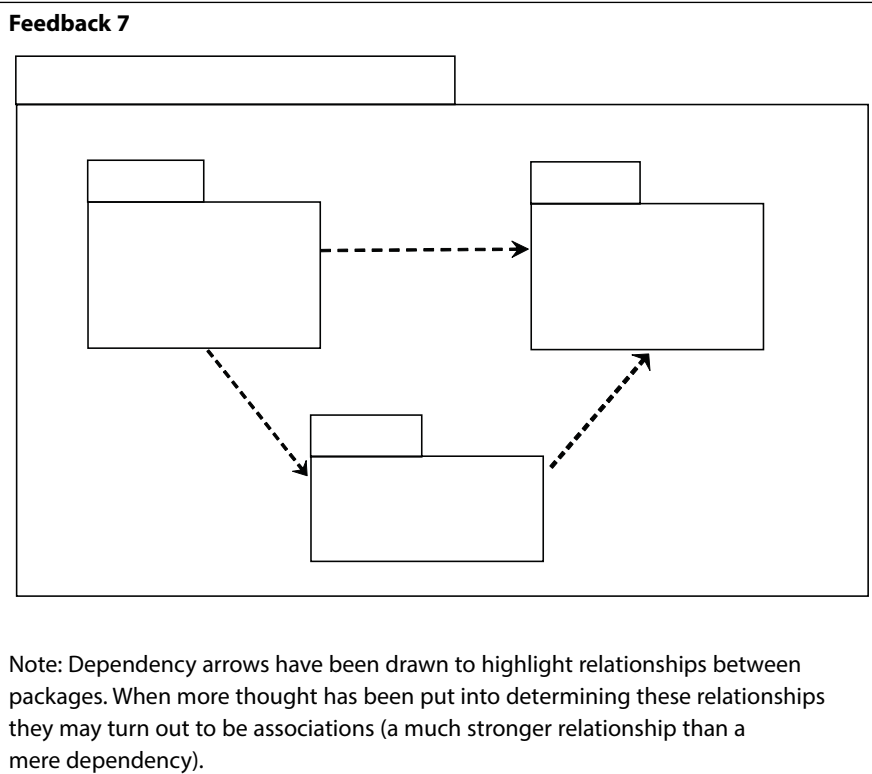 Feedback 7
Note: Dependency arrows have been drawn to highlight relationships between
packages. When more thought has been put into determining these relationships
they may turn out to be associations (a much stronger relationship than a
mere dependency).